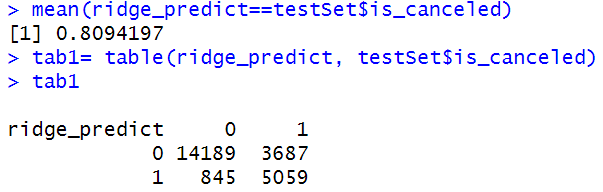 > mean(ridge_predict==testSet$is_canceled)
[1] 0.8094197
> tab1= table(ridge_predict, testSet$is_canceled)
> tab1
ridge_predict 0 1
0 14189 3687
1 845 5059